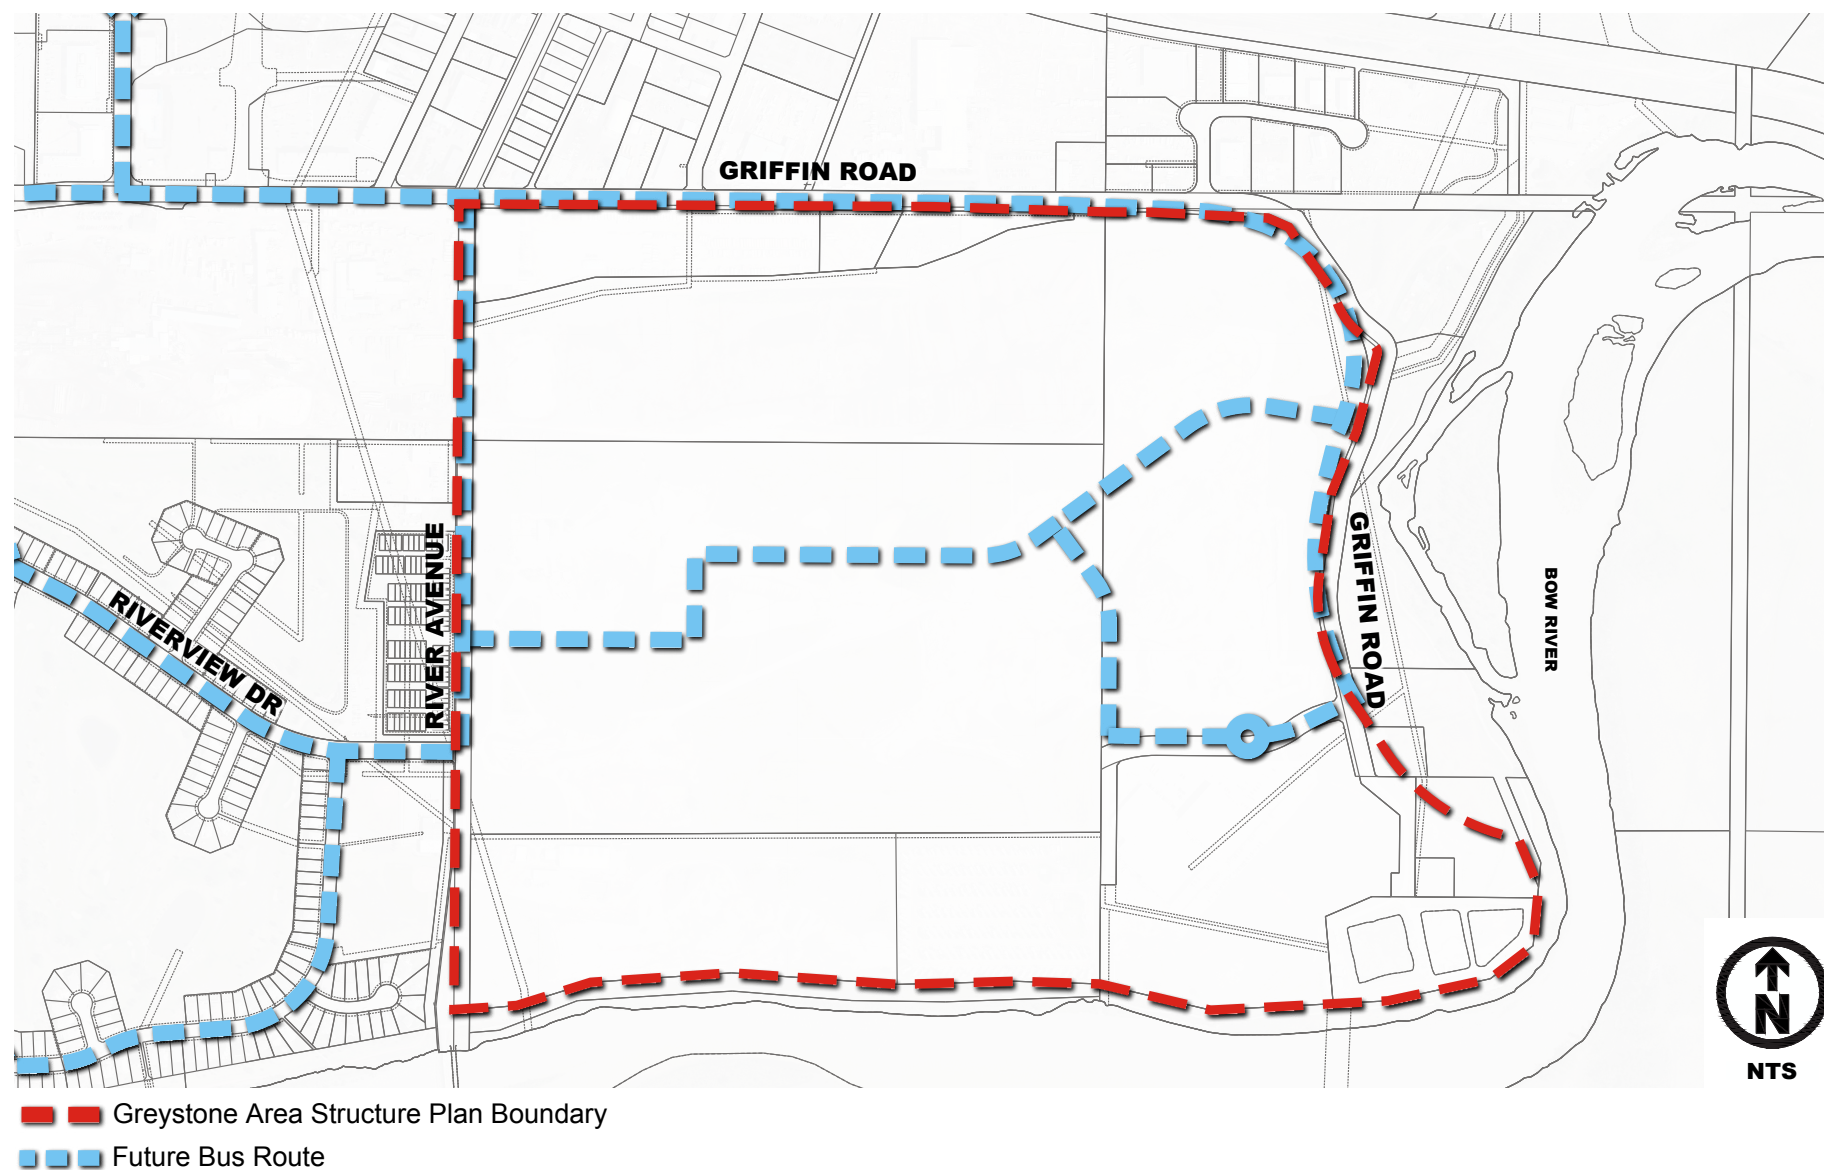 GRIFFIN ROAD
RIVER AVENUE
RIVERVIEW DR
GRIFFIN ROAD
BOW RIVER
N
NTS
Greystone Area Structure Plan Boundary
Future Bus Route